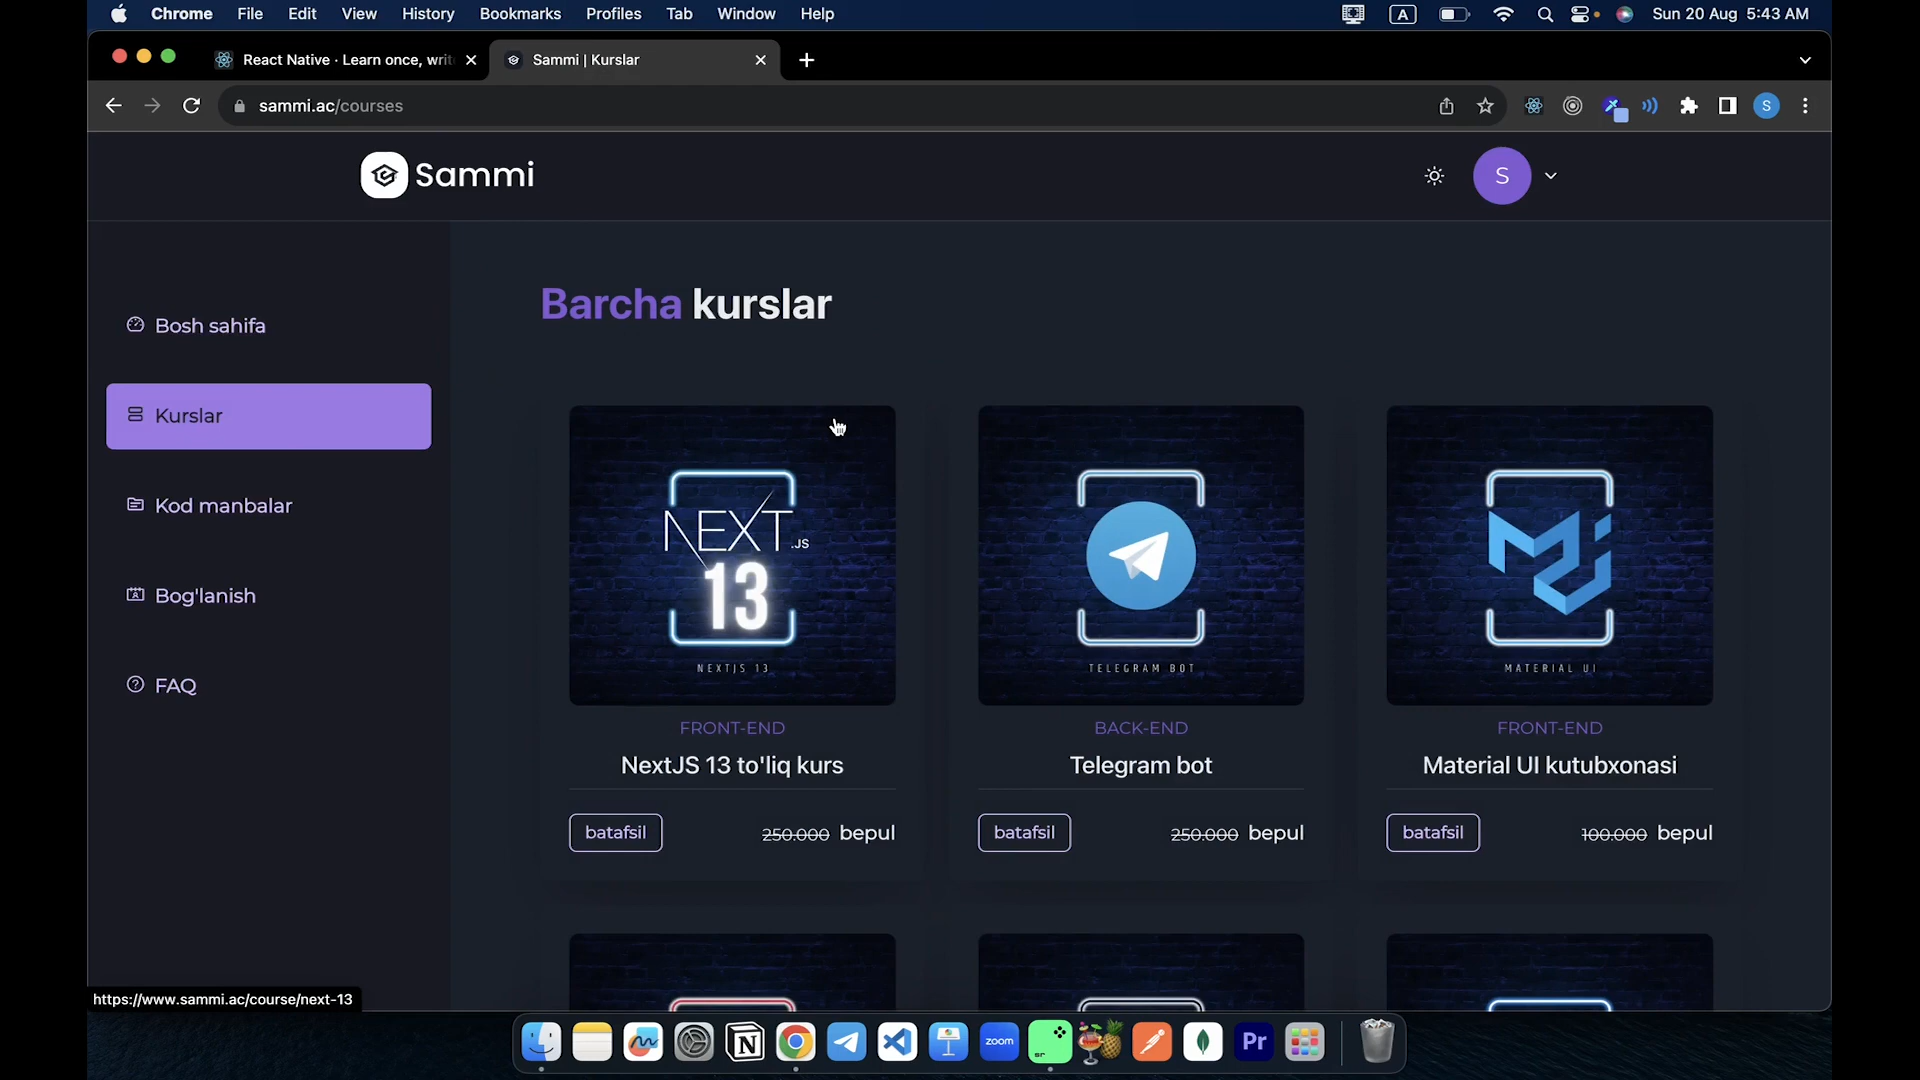 Chrome File Edit View History Bookmarks Profiles Tab Window Help A Sun 20 Aug 5:43 AM
React Native · Learn once, writ
Sammi | Kurslar
sammi.ac/courses
S
Sammi
S
Barcha kurslar
Bosh sahifa
Kurslar
Kod manbalar
Bog'lanish
FAQ
NEXT.JS
13
NEXTJS 13
FRONT-END
NextJS 13 to'liq kurs
batafsil 250.000 bepul
TELEGRAM BOT
BACK-END
Telegram bot
batafsil 250.000 bepul
MATERIAL UI
FRONT-END
Material UI kutubxonasi
batafsil 100.000 bepul
https://www.sammi.ac/course/next-13
zoom
sr
Pr